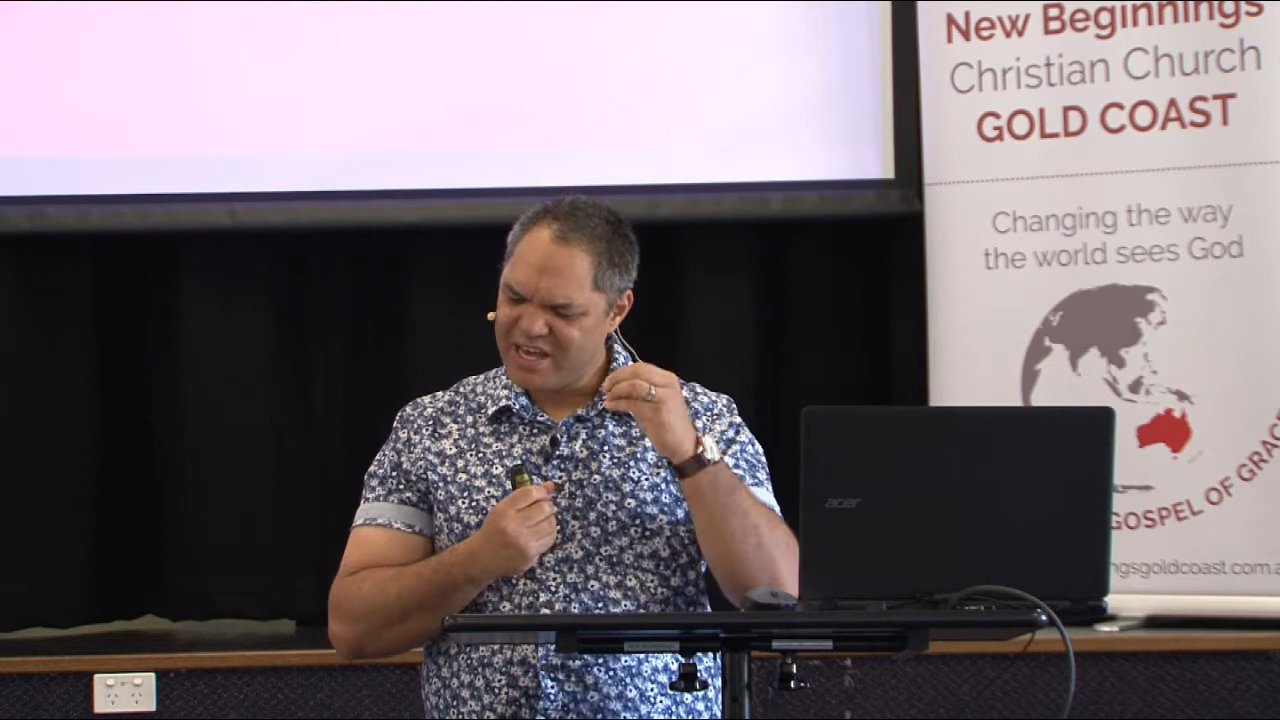 New Beginnings
Christian Church
GOLD COAST
Changing the way
the world sees God
GOSPEL OF GRAC
ngsgoldcoast.com.a
acer